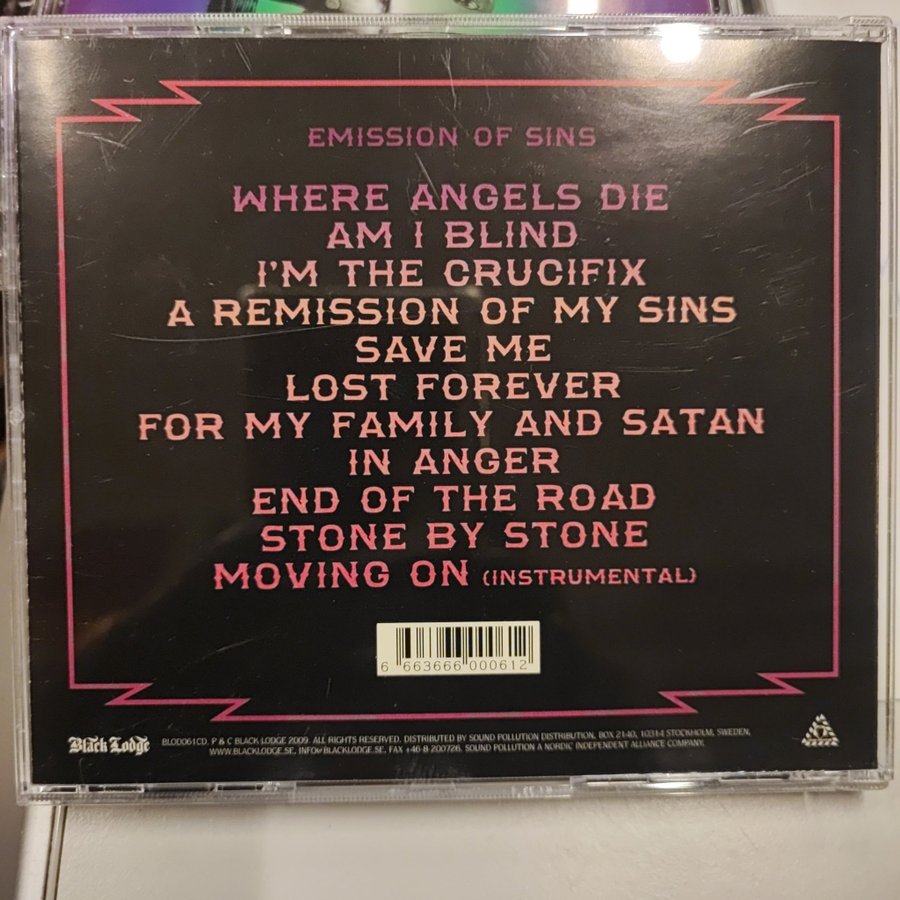 EMISSION OF SINS
WHERE ANGELS DIE
AM I BLIND
I'M THE CRUCIFIX
A REMISSION OF MY SINS
SAVE ME
LOST FOREVER
FOR MY FAMILY AND SATAN
IN ANGER
END OF THE ROAD
STONE BY STONE
MOVING ON (INSTRUMENTAL)
6 663666 000612
Black Lodge
BLOD061CD. P & C BLACK LODGE 2009. ALL RIGHTS RESERVED. DISTRIBUTED BY SOUND POLLUTION DISTRIBUTION, BOX 2140, 10314 STOCKHOLM, SWEDEN,
WWW.BLACKLODGE.SE, INFO@BLACKLODGE.SE, FAX +46-8-200726. SOUND POLLUTION A NORDIC INDEPENDENT ALLIANCE COMPANY.